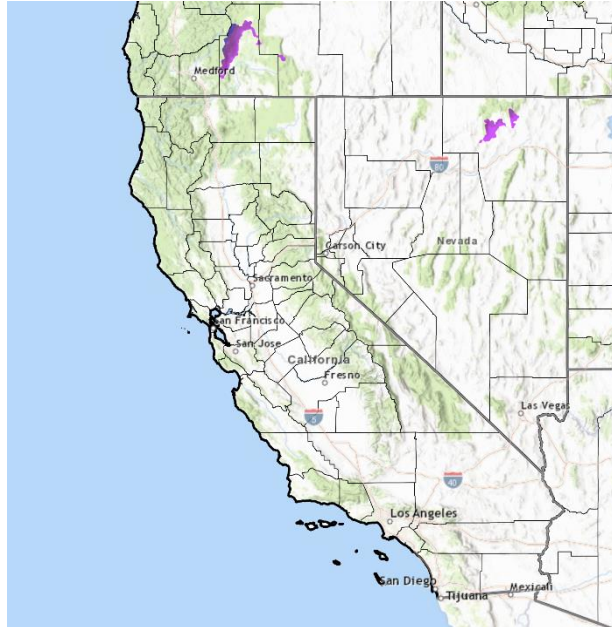 Medford
80
Carson City
Nevada
Sacramento
San Francisco
San Jose
California
Fresno
5
Las Vegas
40
Los Angeles
San Diego
Tijuana
Mexicali